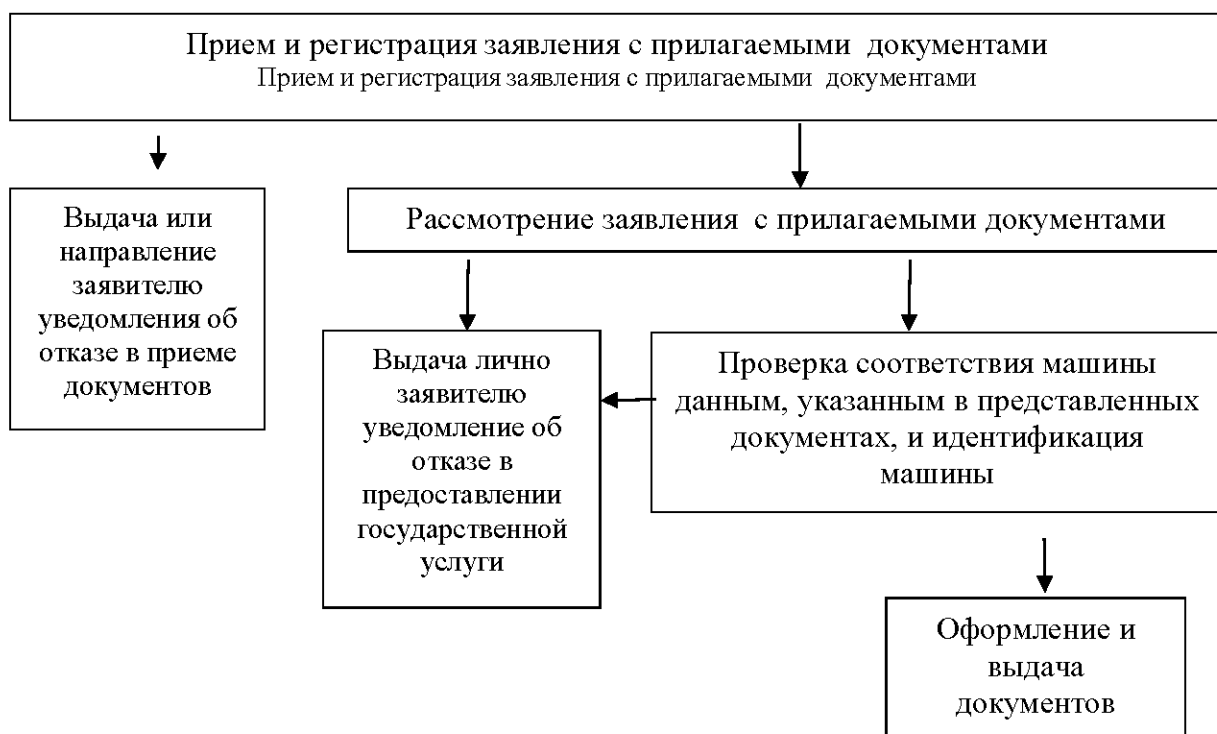 Прием и регистрация заявления с прилагаемыми документами
Прием и регистрация заявления с прилагаемыми документами
Выдача или
направление
заявителю
уведомления об
отказе в приеме
документов
Рассмотрение заявления с прилагаемыми документами
Выдача лично
заявителю
уведомление об
отказе в
предоставлении
государственной
услуги
Проверка соответствия машины
данным, указанным в представленных
документах, и идентификация
машины
Оформление и
выдача
документов